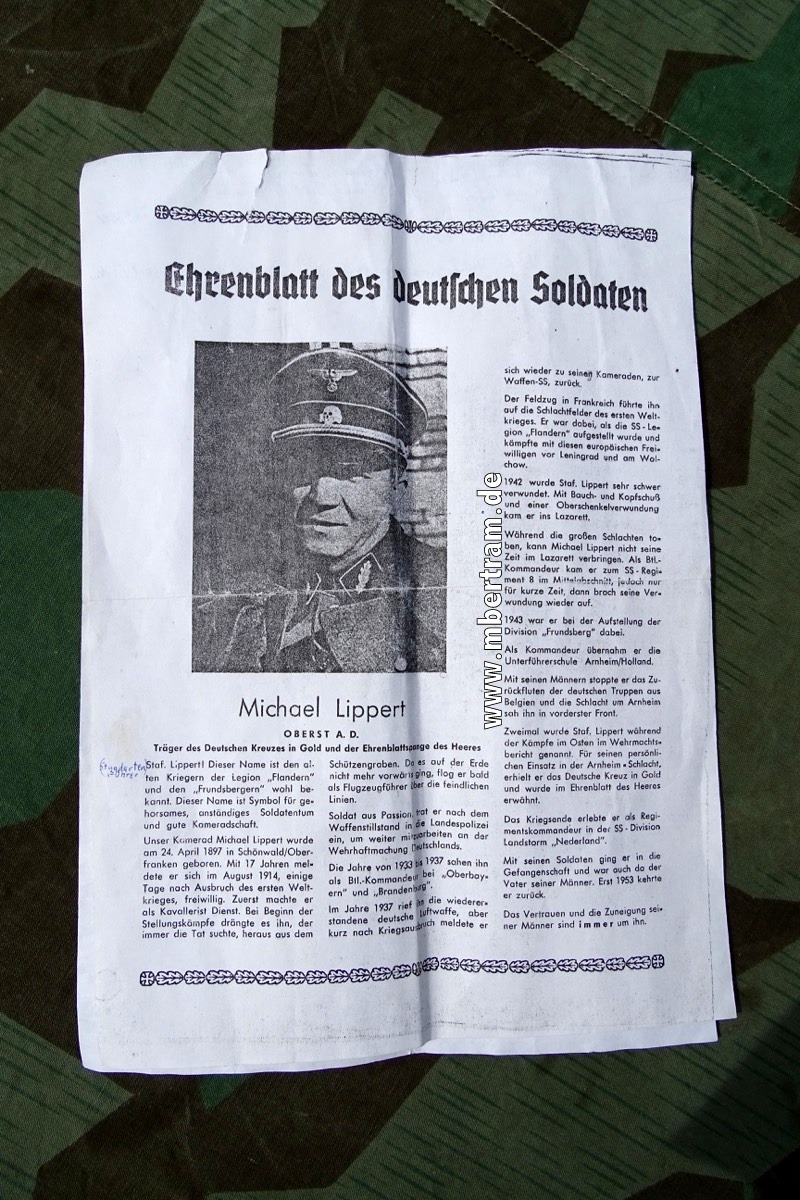 Ehrenblatt des deutschen Soldaten
Michael Lippert
OBERST A. D.
Träger des Deutschen Kreuzes in Gold und der Ehrenblattspange des Heeres
Staf. Lippert! Dieser Name ist den al-
ten Kriegern der Legion „Flandern"
und den „Frundsbergern" wohl be-
kannt. Dieser Name ist Symbol für ge-
horsames, anständiges Soldatentum
und gute Kameradschaft.
Unser Kamerad Michael Lippert wurde
am 24. April 1897 in Schönwald/Ober-
franken geboren. Mit 17 Jahren mel-
dete er sich im August 1914, einige
Tage nach Ausbruch des ersten Welt-
krieges, freiwillig. Zuerst machte er
als Kavallerist Dienst. Bei Beginn der
Stellungskämpfe drängte es ihn, der
immer die Tat suchte, heraus aus dem
Schützengraben. Da es auf der Erde
nicht mehr vorwärts ging, flog er bald
als Flugzeugführer über die feindlichen
Linien.
Soldat aus Passion, trat er nach dem
Waffenstillstand in die Landespolizei
ein, um weiter mitzuarbeiten an der
Wehrhaftmachung Deutschlands.
Die Jahre von 1933 bis 1937 sahen ihn
als Btl.-Kommandeur bei „Oberbay-
ern" und „Brandenburg".
Im Jahre 1937 rief ihn die wiederer-
standene deutsche Luftwaffe, aber
kurz nach Kriegsausbruch meldete er
sich wieder zu seinen Kameraden, zur
Waffen-SS, zurück.
Der Feldzug in Frankreich führte ihn
auf die Schlachtfelder des ersten Welt-
krieges. Er war dabei, als die SS-Le-
gion „Flandern" aufgestellt wurde und
kämpfte mit diesen europäischen Frei-
willigen vor Leningrad und am Wol-
chow.
1942 wurde Staf. Lippert sehr schwer
verwundet. Mit Bauch- und Kopfschuß
und einer Oberschenkelverwundung
kam er ins Lazarett.
Während die großen Schlachten to-
ben, kann Michael Lippert nicht seine
Zeit im Lazarett verbringen. Als Btl.-
Kommandeur kam er zum SS-Regi-
ment 8 im Mittelabschnitt, jedoch nur
für kurze Zeit, dann brach seine Ver-
wundung wieder auf.
1943 war er bei der Aufstellung der
Division „Frundsberg" dabei.
Als Kommandeur übernahm er die
Unterführerschule Arnheim/Holland.
Mit seinen Männern stoppte er das Zu-
rückfluten der deutschen Truppen aus
Belgien und die Schlacht um Arnheim
sah ihn in vorderster Front.
Zweimal wurde Staf. Lippert während
der Kämpfe im Osten im Wehrmachts-
bericht genannt. Für seinen persönli-
chen Einsatz in der Arnheim-Schlacht,
erhielt er das Deutsche Kreuz in Gold
und wurde im Ehrenblatt des Heeres
erwähnt.
Das Kriegsende erlebte er als Regi-
mentskommandeur in der SS-Division
Landstorm „Nederland".
Mit seinen Soldaten ging er in die
Gefangenschaft und war auch da der
Vater seiner Männer. Erst 1953 kehrte
er zurück.
Das Vertrauen und die Zuneigung sei-
ner Männer sind immer um ihn.
www.mbertram.de